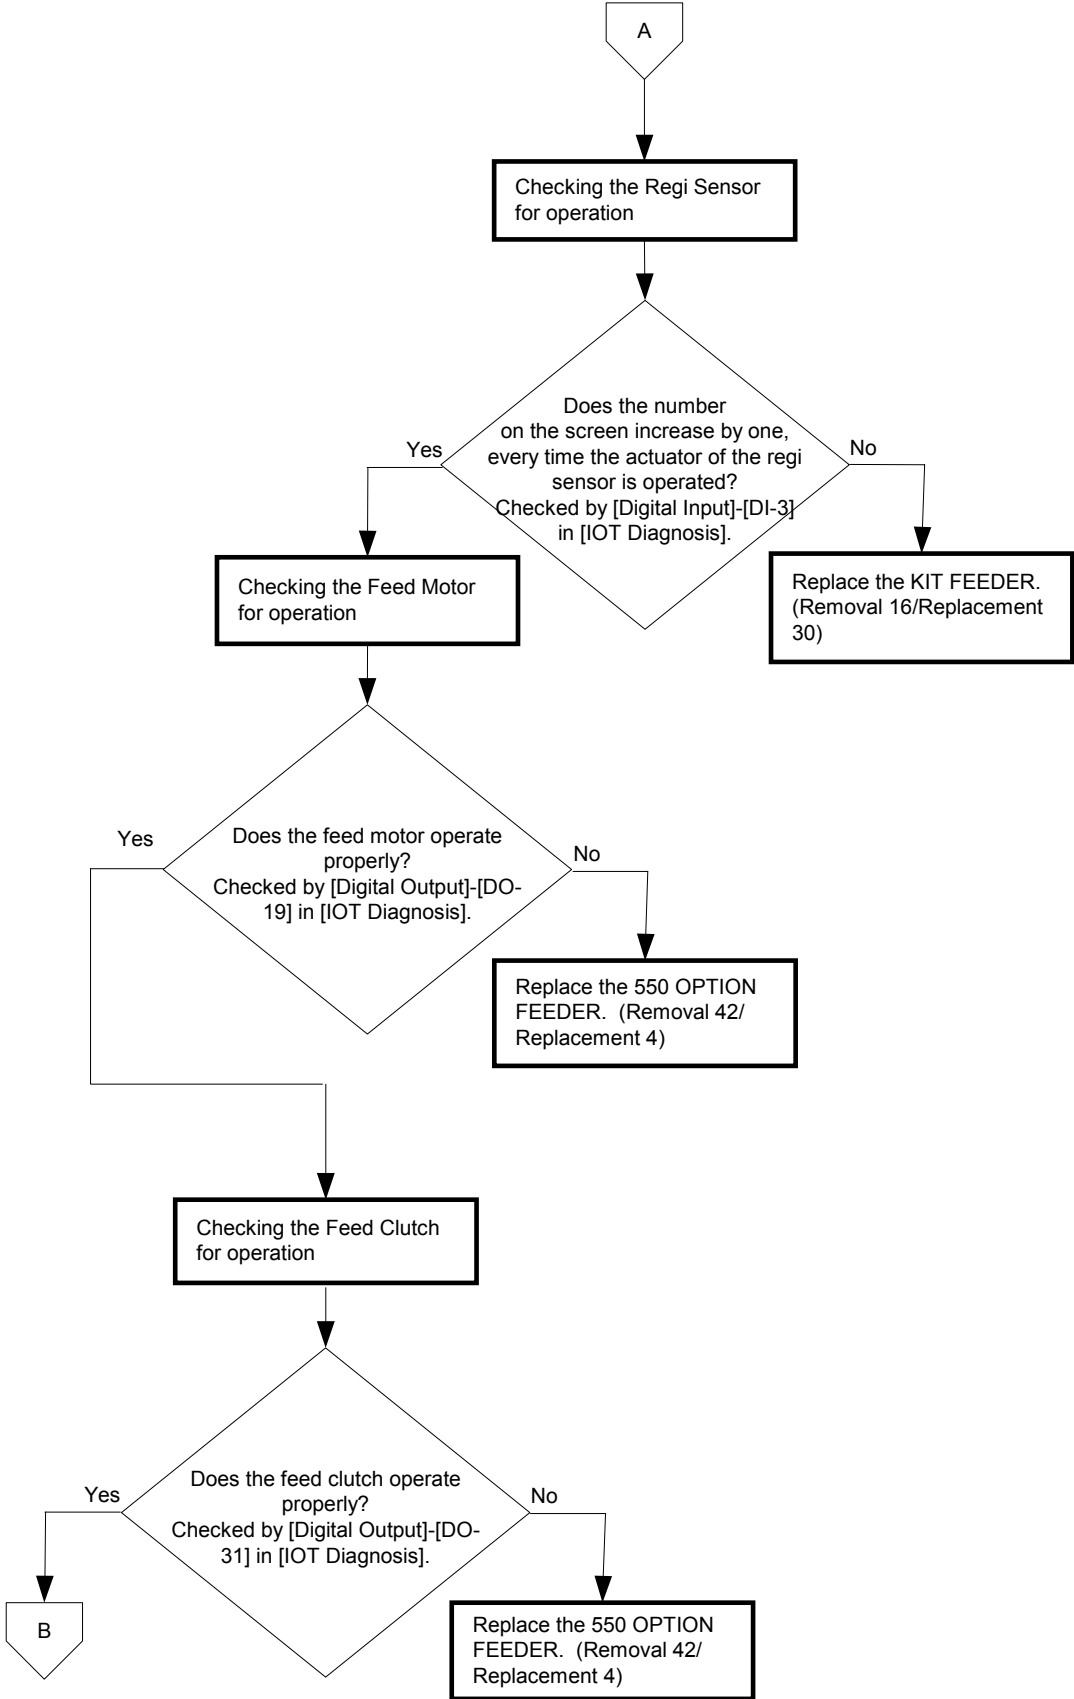 A
Checking the Regi Sensor
for operation
Does the number
on the screen increase by one,
every time the actuator of the regi
sensor is operated?
Checked by [Digital Input]-[DI-3]
in [IOT Diagnosis].
Yes
No
Checking the Feed Motor
for operation
Replace the KIT FEEDER.
(Removal 16/Replacement
30)
Does the feed motor operate
properly?
Checked by [Digital Output]-[DO-
19] in [IOT Diagnosis].
Yes
No
Replace the 550 OPTION
FEEDER.  (Removal 42/
Replacement 4)
Checking the Feed Clutch
for operation
Does the feed clutch operate
properly?
Checked by [Digital Output]-[DO-
31] in [IOT Diagnosis].
Yes
No
B
Replace the 550 OPTION
FEEDER.  (Removal 42/
Replacement 4)